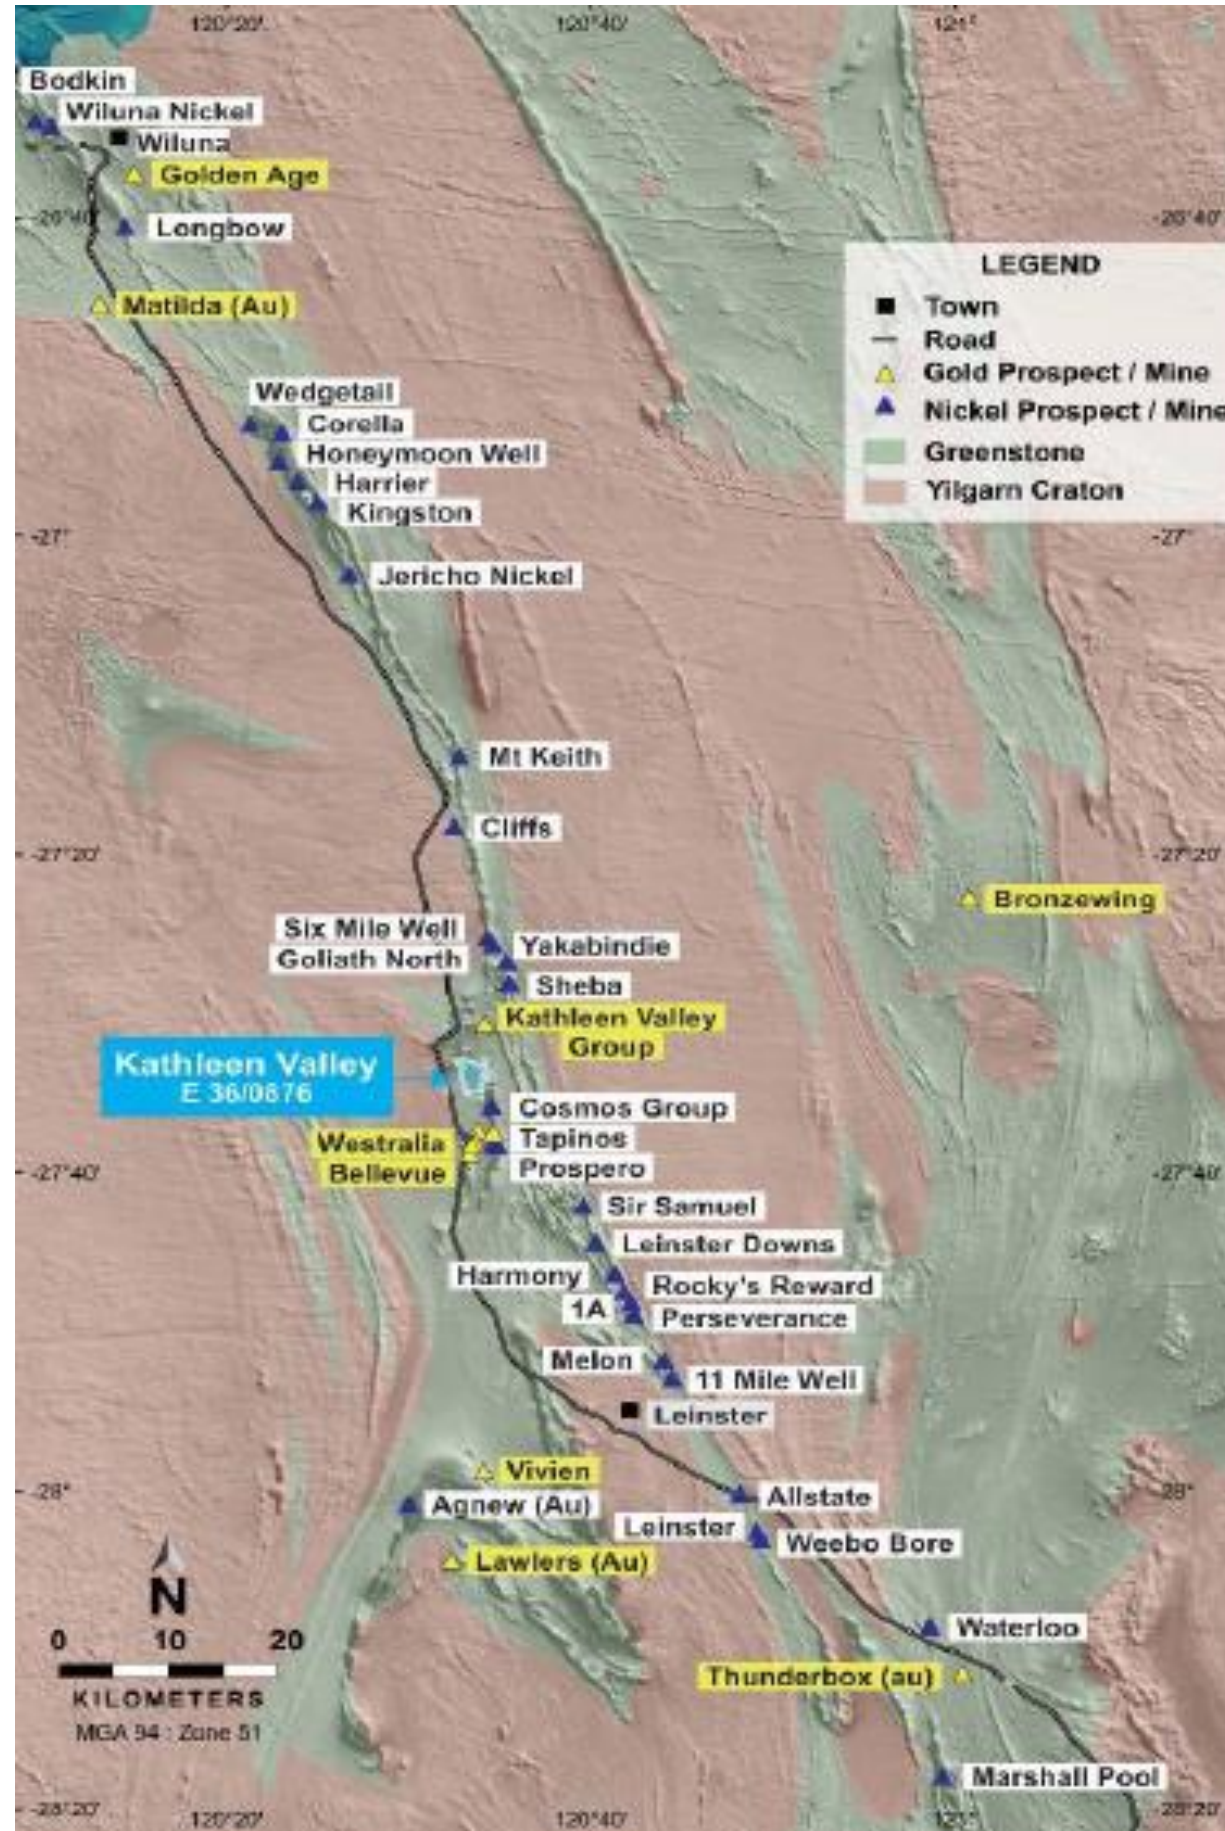 120°20'
120°40'
121°
Bodkin
Wiluna Nickel
Wiluna
Golden Age
-26°40'
-26°40'
Longbow
LEGEND
Town
Road
Gold Prospect / Mine
Nickel Prospect / Mine
Greenstone
Yilgarn Craton
Matilda (Au)
Wedgetail
Corella
Honeymoon Well
Harrier
Kingston
-27°
-27°
Jericho Nickel
Mt Keith
Cliffs
-27°20'
-27°20'
Bronzewing
Six Mile Well
Goliath North
Yakabindie
Sheba
Kathleen Valley
Group
Kathleen Valley
E 36/0876
Cosmos Group
Westralia
Bellevue
Tapinos
Prospero
-27°40'
-27°40'
Sir Samuel
Leinster Downs
Harmony
Rocky's Reward
1A
Perseverance
Melon
11 Mile Well
Leinster
Vivien
-28°
-28°
Agnew (Au)
Allstate
Leinster
Weebo Bore
Lawlers (Au)
N
0 10 20
KILOMETERS
MGA 94 : Zone 51
Waterloo
Thunderbox (au)
Marshall Pool
-28°20'
-28°20'
120°20'
120°40'
121°